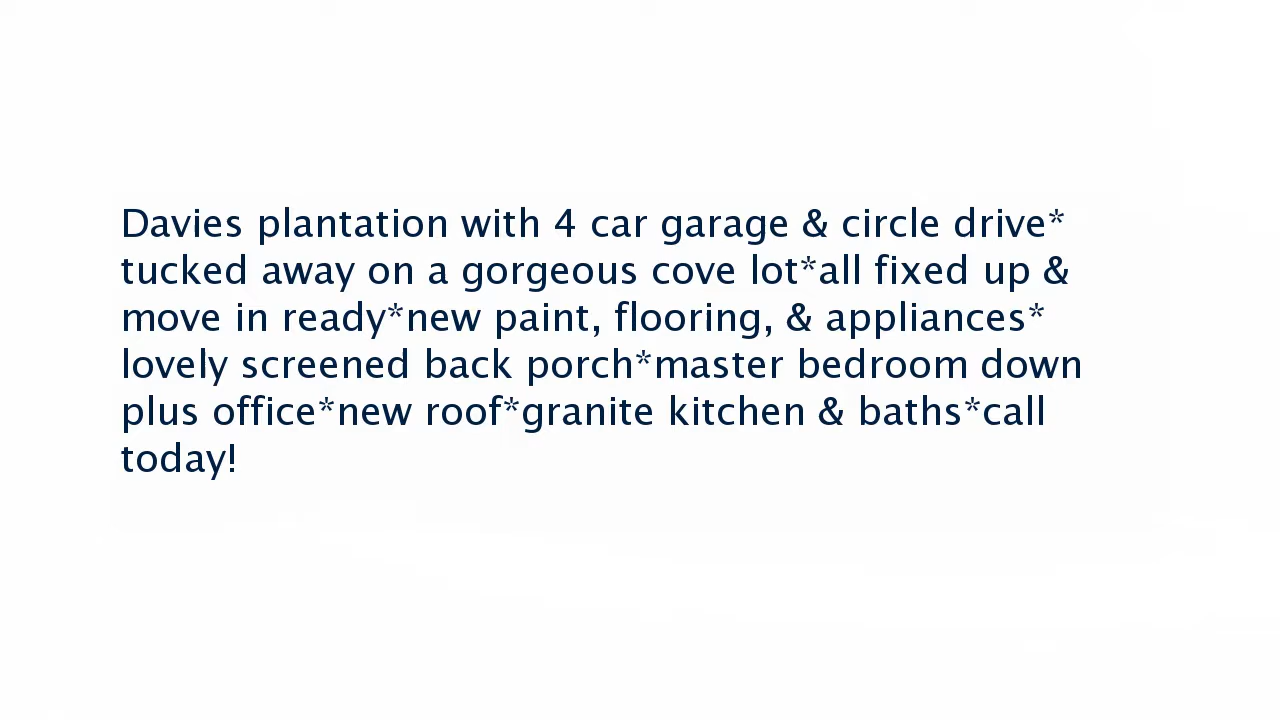 Davies plantation with 4 car garage & circle drive*
tucked away on a gorgeous cove lot*all fixed up &
move in ready*new paint, flooring, & appliances*
lovely screened back porch*master bedroom down
plus office*new roof*granite kitchen & baths*call
today!